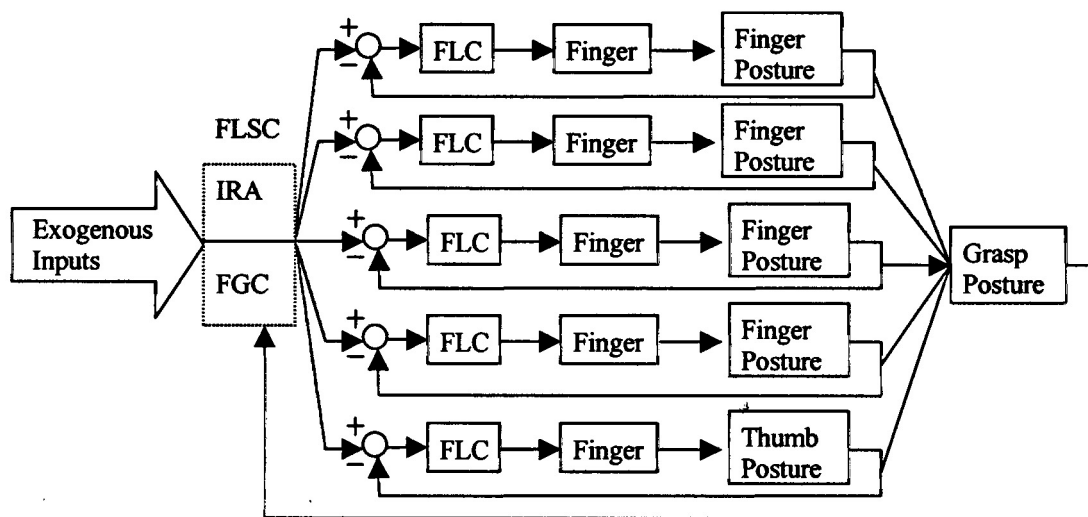 +
−
FLC
Finger
Finger
Posture
FLSC
+
−
FLC
Finger
Finger
Posture
IRA
Exogenous
Inputs
FGC
+
−
FLC
Finger
Finger
Posture
Grasp
Posture
+
−
FLC
Finger
Finger
Posture
+
−
FLC
Finger
Thumb
Posture